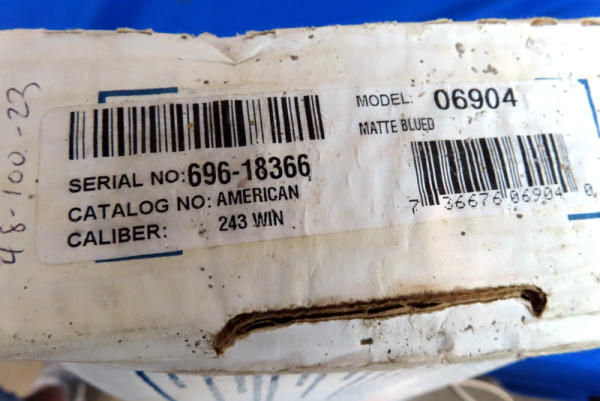 48-100-23
MODEL: 06904
MATTE BLUED
SERIAL NO: 696-18366
CATALOG NO: AMERICAN
CALIBER: 243 WIN
7 36676 06904 0